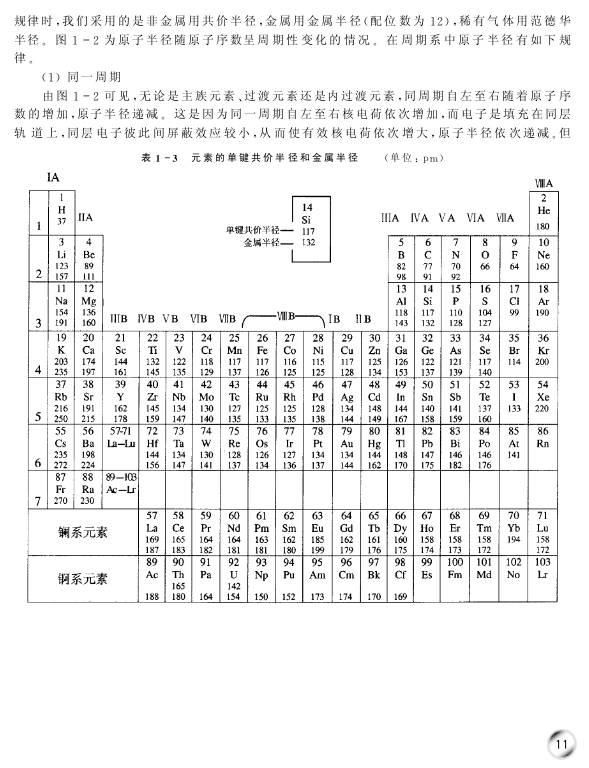 规律时,我们采用的是非金属用共价半径,金属用金属半径(配位数为 12),稀有气体用范德华
半径。图 1-2 为原子半径随原子序数呈周期性变化的情况。在周期系中原子半径有如下规
律。
(1) 同一周期
由图 1-2 可见,无论是主族元素、过渡元素还是内过渡元素,同周期自左至右随着原子序
数的增加,原子半径递减。这是因为同一周期自左至右核电荷依次增加,而电子是填充在同层
轨道上,同层电子彼此间屏蔽效应较小,从而使有效核电荷依次增大,原子半径依次递减。但
表 1-3 元素的单键共价半径和金属半径 (单位:pm)
IA ⅧA
1 2
H He
1 37 ⅡA ⅢA ⅣA ⅤA ⅥA ⅦA 180
14
Si
单键共价半径— 117
金属半径— 132
3 4 5 6 7 8 9 10
Li Be B C N O F Ne
123 89 82 77 70 66 64 160
2 157 111 98 91 92
11 12 13 14 15 16 17 18
Na Mg Al Si P S Cl Ar
154 136 118 117 110 104 99 190
3 191 160 ⅢB ⅣB ⅤB ⅥB ⅦB ⅧB ⅠB ⅡB 143 132 128 127
19 20 21 22 23 24 25 26 27 28 29 30 31 32 33 34 35 36
K Ca Sc Ti V Cr Mn Fe Co Ni Cu Zn Ga Ge As Se Br Kr
203 174 144 132 122 118 117 117 116 115 117 125 126 122 121 117 114 200
4 235 197 161 145 135 129 137 126 125 125 128 134 153 137 139 140
37 38 39 40 41 42 43 44 45 46 47 48 49 50 51 52 53 54
Rb Sr Y Zr Nb Mo Tc Ru Rh Pd Ag Cd In Sn Sb Te I Xe
216 191 162 145 134 130 127 125 125 128 134 148 144 140 141 137 133 220
5 250 215 178 159 147 140 135 133 135 138 144 149 167 158 159 160
55 56 57-71 72 73 74 75 76 77 78 79 80 81 82 83 84 85 86
Cs Ba La—Lu Hf Ta W Re Os Ir Pt Au Hg Tl Pb Bi Po At Rn
235 198 144 134 130 128 126 127 134 134 144 148 147 146 146 141
6 272 224 156 147 141 137 134 136 137 144 162 170 175 182 176
87 88 89—103
Fr Ra Ac—Lr
7 270 230
57 58 59 60 61 62 63 64 65 66 67 68 69 70 71
镧系元素 La Ce Pr Nd Pm Sm Eu Gd Tb Dy Ho Er Tm Yb Lu
169 165 164 164 163 162 185 162 161 160 158 158 158 194 158
187 183 182 181 181 180 199 179 176 175 174 173 172 172
89 90 91 92 93 94 95 96 97 98 99 100 101 102 103
锕系元素 Ac Th Pa U Np Pu Am Cm Bk Cf Es Fm Md No Lr
165 142
188 180 164 154 150 152 173 174 170 169
11